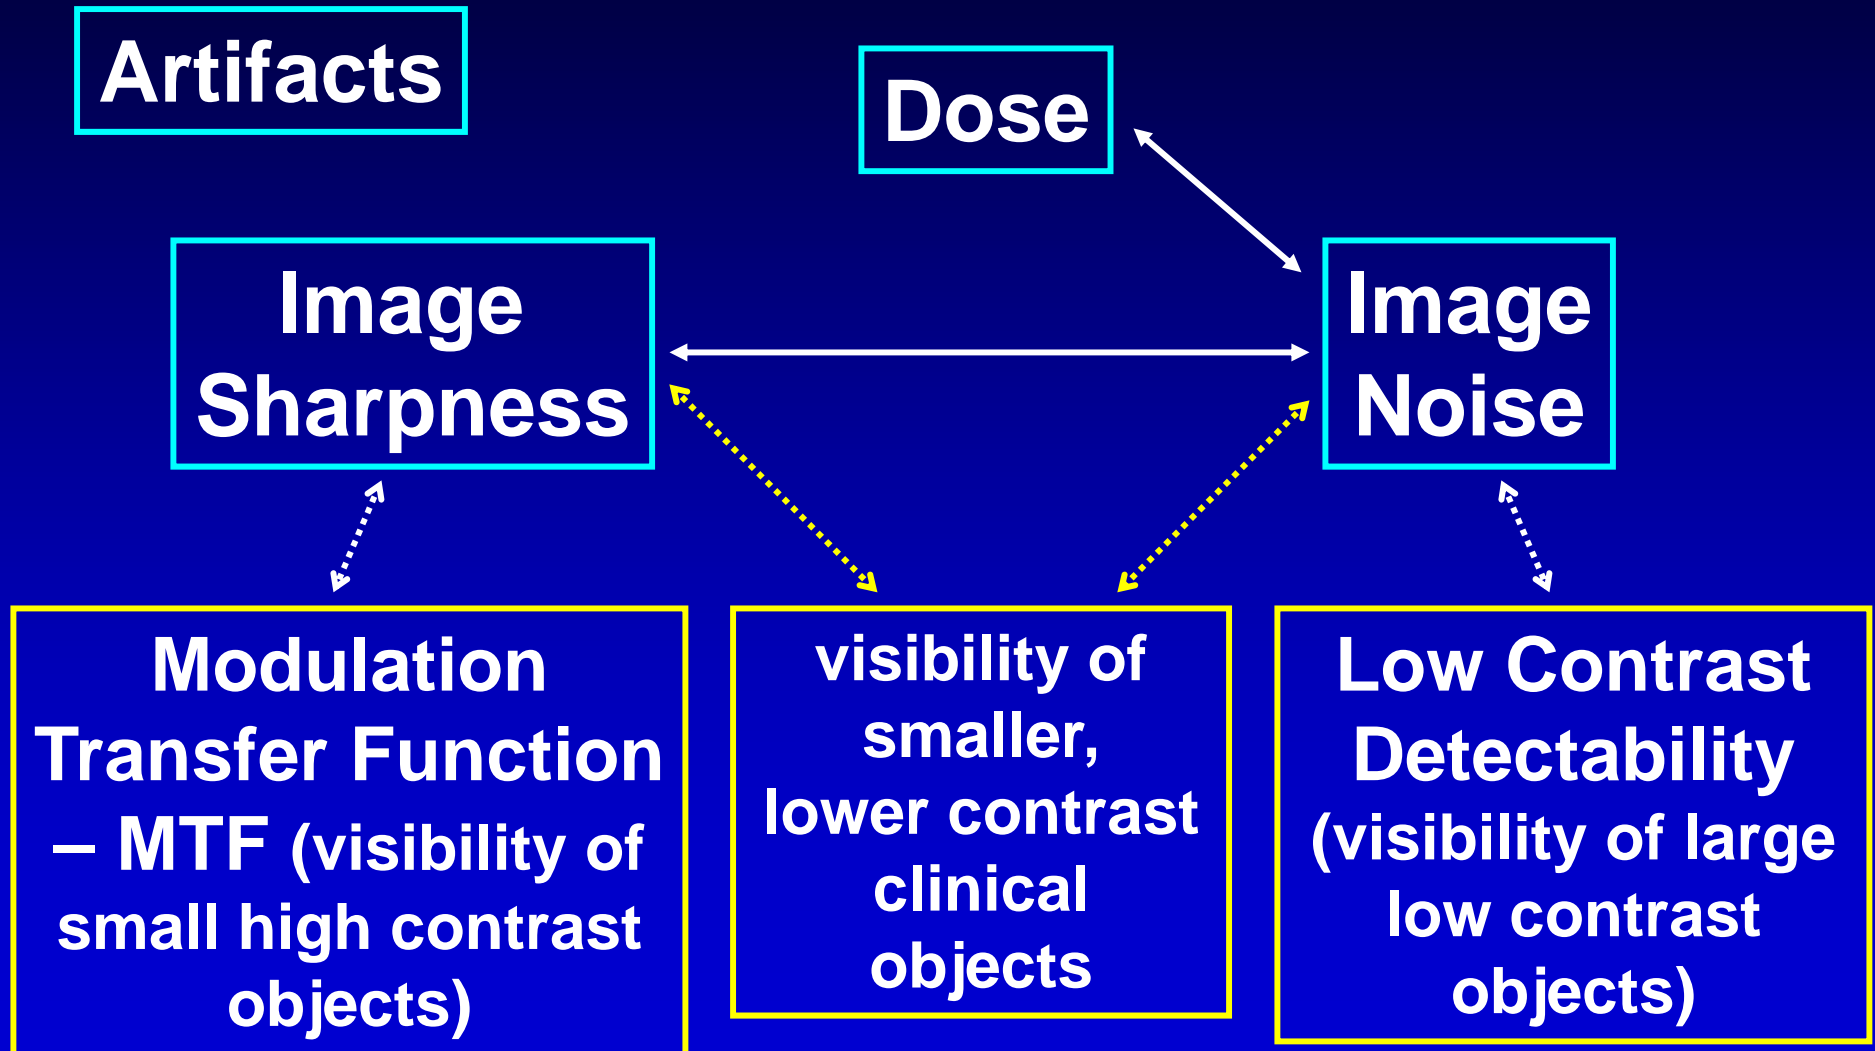 Artifacts
Dose
Image
Sharpness
Image
Noise
Modulation
Transfer Function
– MTF (visibility of
small high contrast
objects)
visibility of
smaller,
lower contrast
clinical
objects
Low Contrast
Detectability
(visibility of large
low contrast
objects)